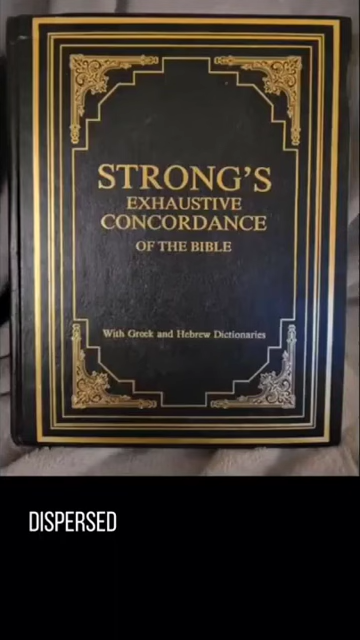 STRONG'S
EXHAUSTIVE
CONCORDANCE
OF THE BIBLE
With Greek and Hebrew Dictionaries
DISPERSED